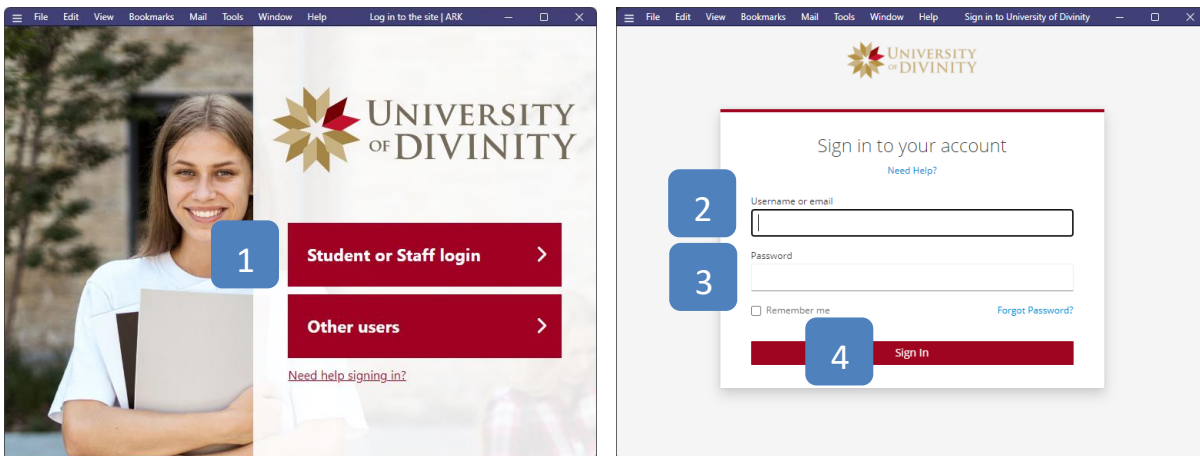 File Edit View Bookmarks Mail Tools Window Help Log in to the site | ARK
UNIVERSITY
OF DIVINITY
1
Student or Staff login
Other users
Need help signing in?
File Edit View Bookmarks Mail Tools Window Help Sign in to University of Divinity
UNIVERSITY
OF DIVINITY
Sign in to your account
Need Help?
2
Username or email
3
Password
Remember me
Forgot Password?
4
Sign In